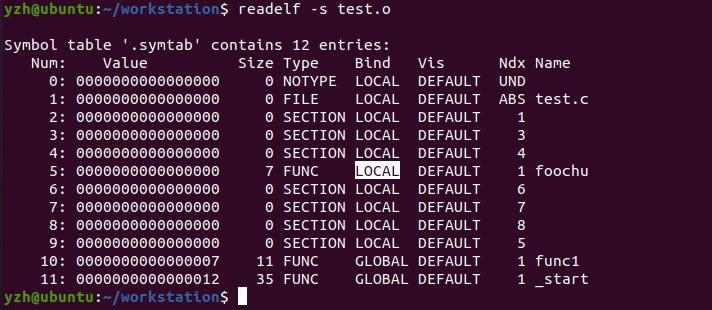 yzh@ubuntu:~/workstation$ readelf -s test.o
Symbol table '.symtab' contains 12 entries:
Num: Value Size Type Bind Vis Ndx Name
0: 0000000000000000 0 NOTYPE LOCAL DEFAULT UND
1: 0000000000000000 0 FILE LOCAL DEFAULT ABS test.c
2: 0000000000000000 0 SECTION LOCAL DEFAULT 1
3: 0000000000000000 0 SECTION LOCAL DEFAULT 3
4: 0000000000000000 0 SECTION LOCAL DEFAULT 4
5: 0000000000000000 7 FUNC LOCAL DEFAULT 1 foochu
6: 0000000000000000 0 SECTION LOCAL DEFAULT 6
7: 0000000000000000 0 SECTION LOCAL DEFAULT 7
8: 0000000000000000 0 SECTION LOCAL DEFAULT 8
9: 0000000000000000 0 SECTION LOCAL DEFAULT 5
10: 0000000000000007 11 FUNC GLOBAL DEFAULT 1 func1
11: 0000000000000012 35 FUNC GLOBAL DEFAULT 1 _start
yzh@ubuntu:~/workstation$